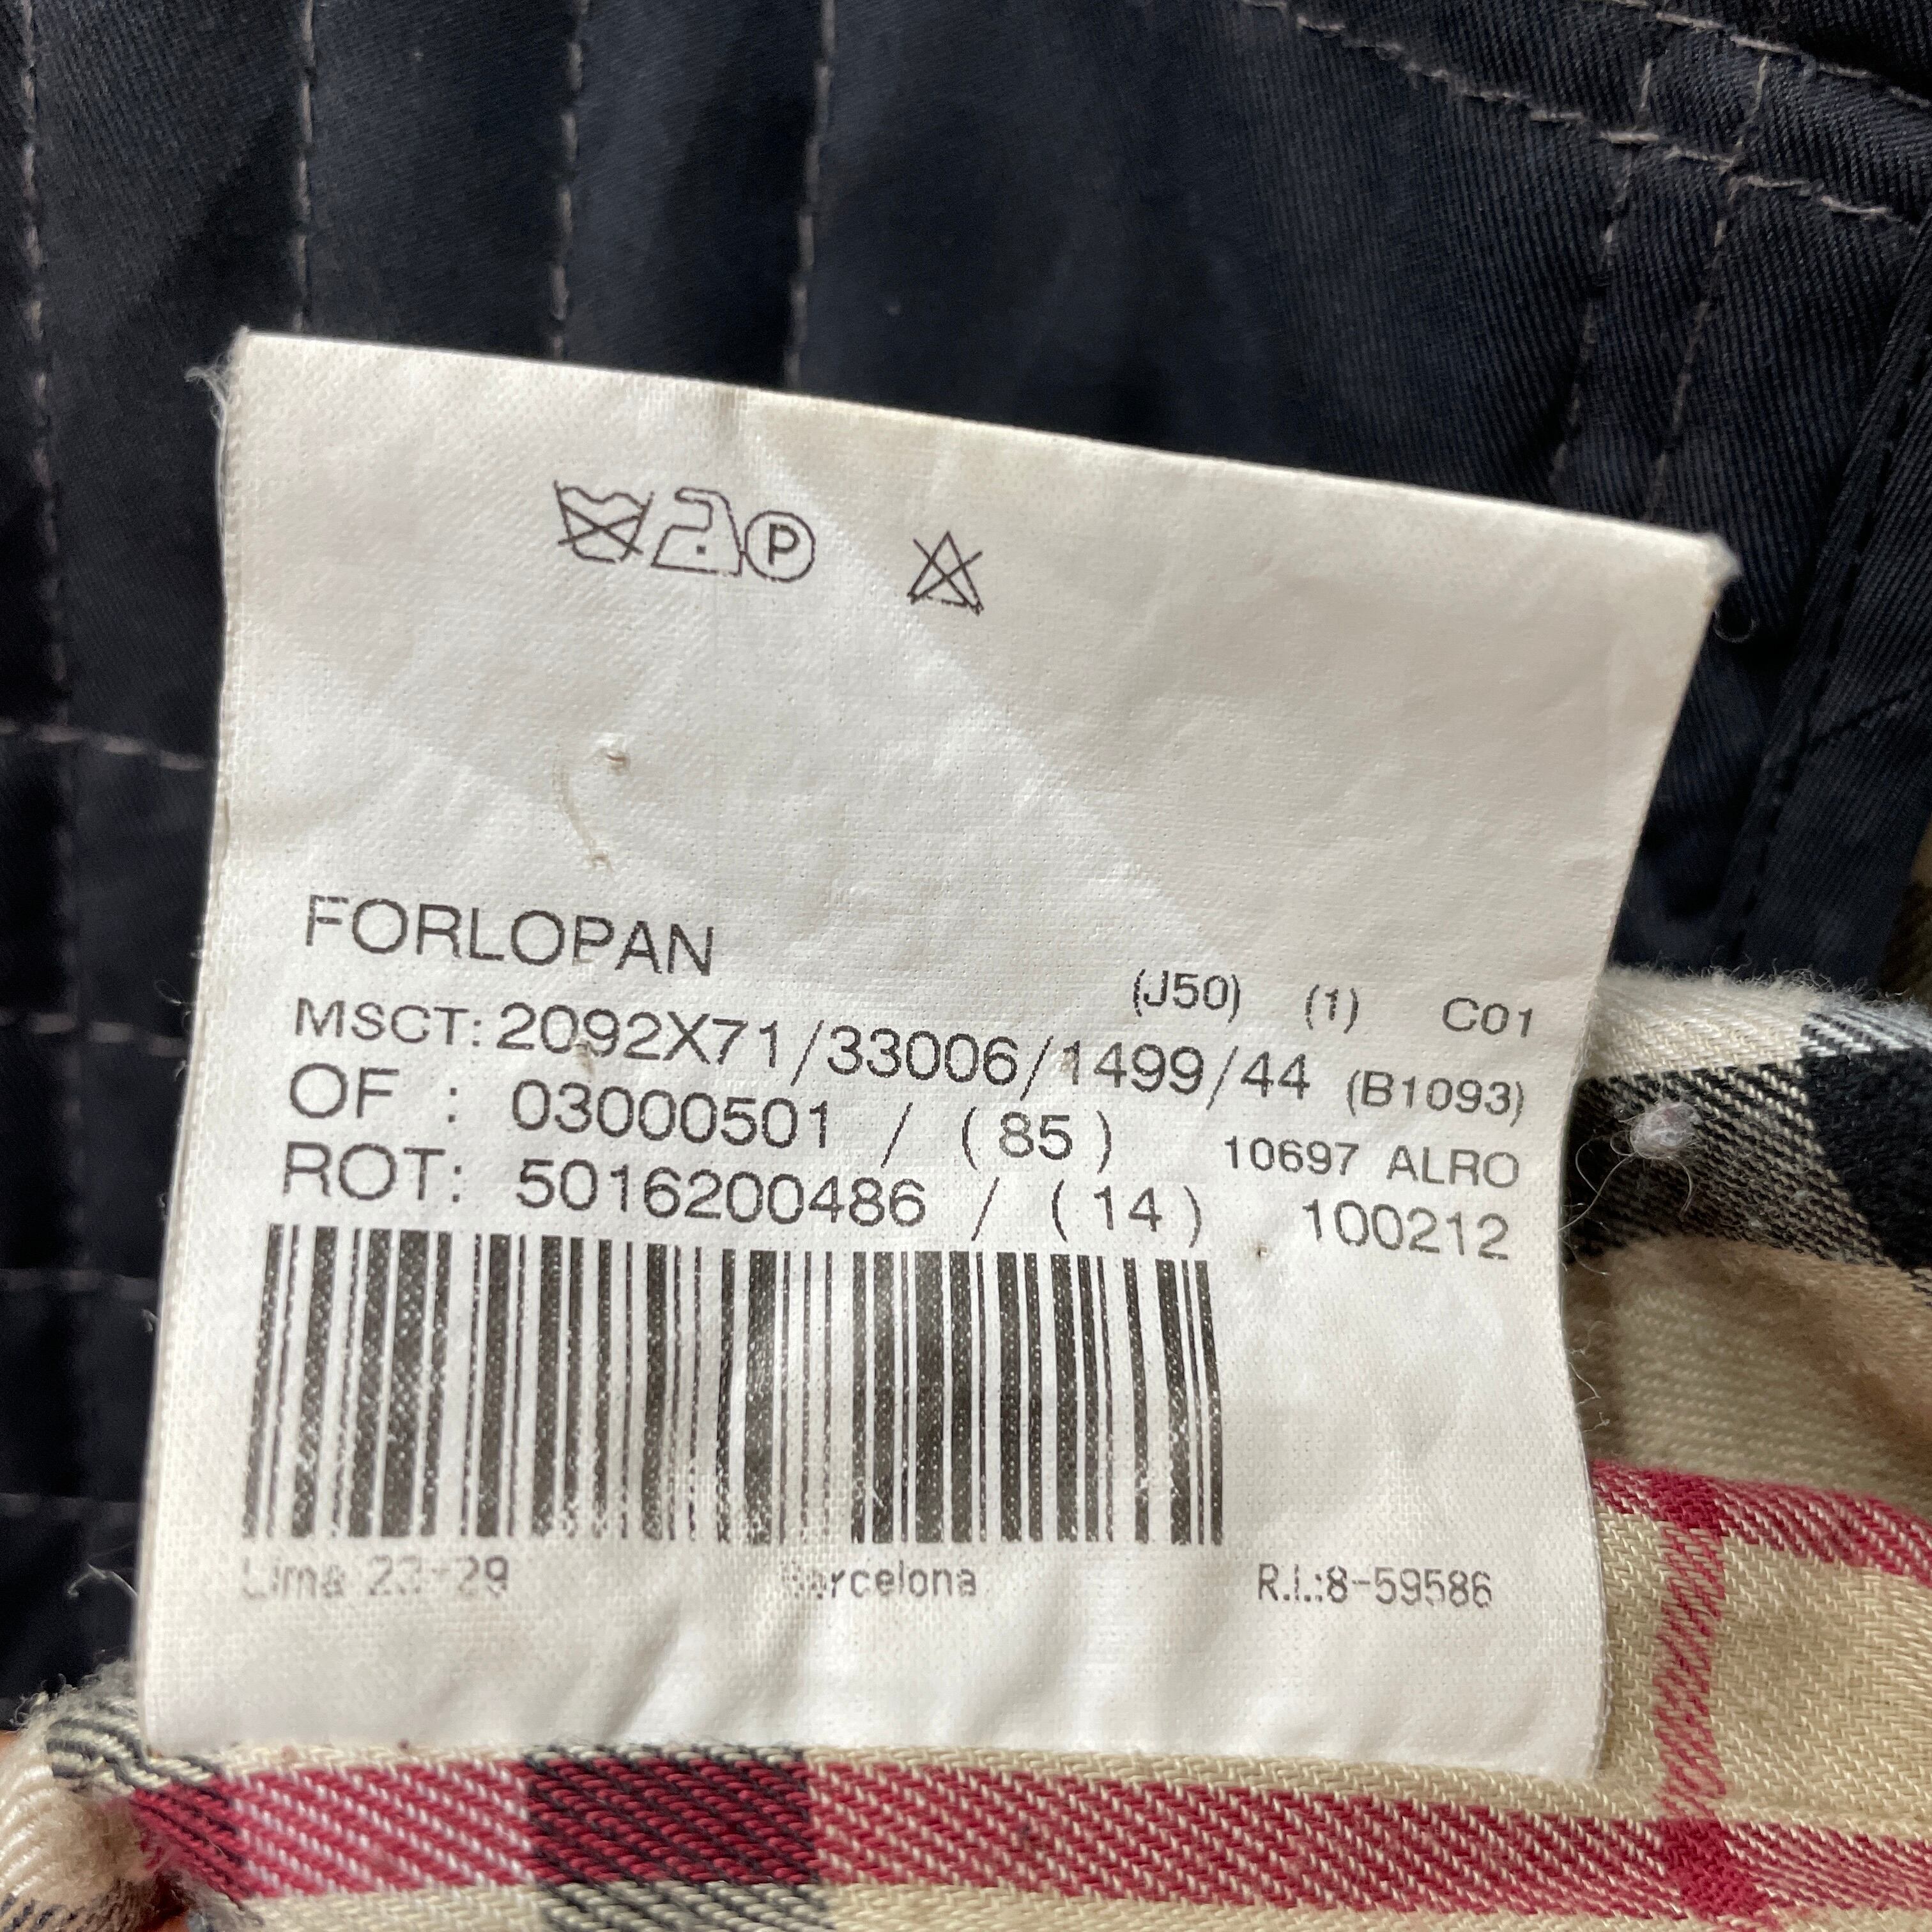 P
FORLOPAN
(J50) (1) C01
MSCT: 2092X71/33006/1499/44 (B1093)
OF : 03000501 / (85) 10697 ALRO
ROT: 5016200486 / (14) 100212
Lima 23-29 Barcelona R.I.:8-59586